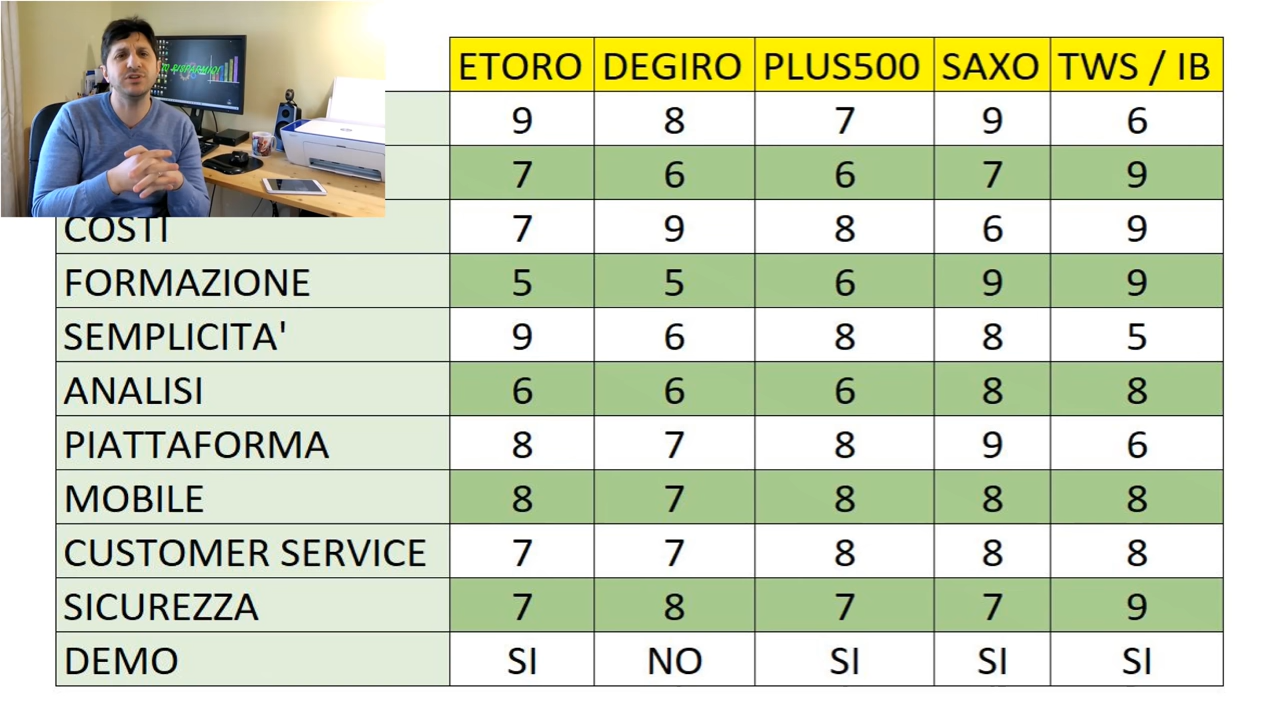 ETORO DEGIRO PLUS500 SAXO TWS / IB
9 8 7 9 6
7 6 6 7 9
COSTI 7 9 8 6 9
FORMAZIONE 5 5 6 9 9
SEMPLICITA' 9 6 8 8 5
ANALISI 6 6 6 8 8
PIATTAFORMA 8 7 8 9 6
MOBILE 8 7 8 8 8
CUSTOMER SERVICE 7 7 8 8 8
SICUREZZA 7 8 7 7 9
DEMO SI NO SI SI SI